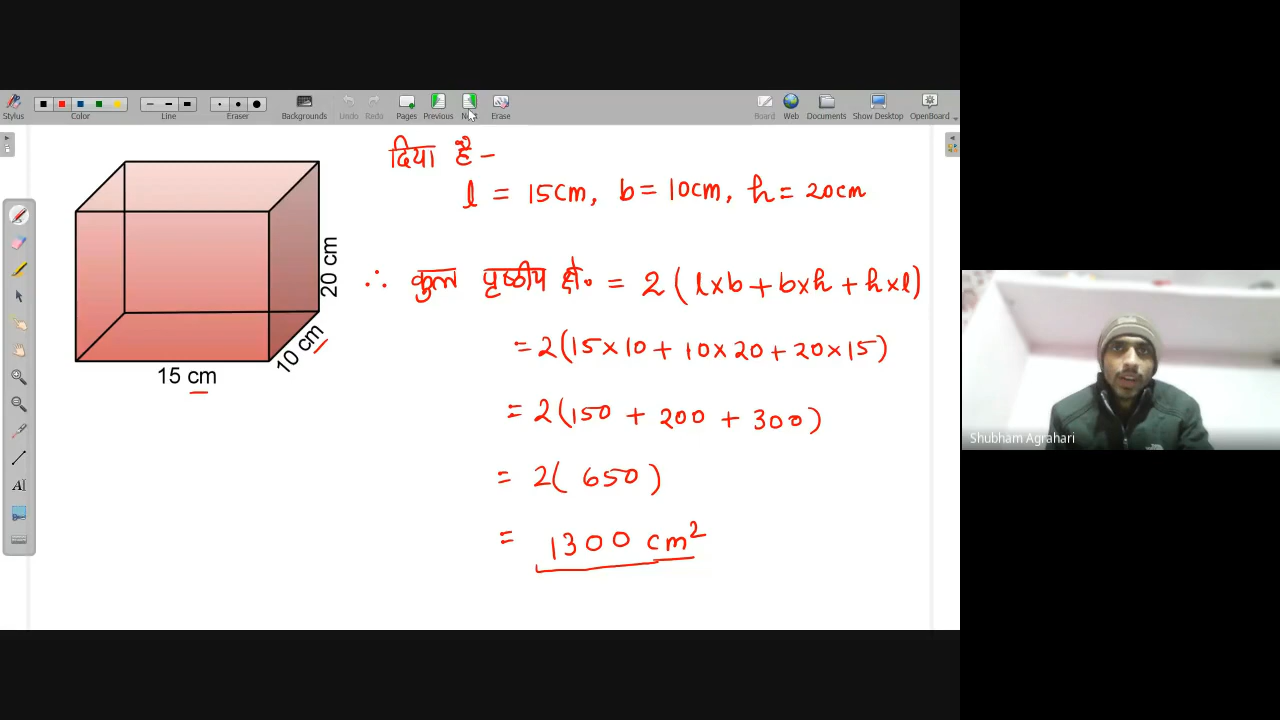 Stylus Color Line Eraser Backgrounds Undo Redo Pages Previous Erase Board Web Documents Show Desktop OpenBoard
दिया है -
l = 15cm, b = 10cm, h = 20cm
20 cm
10 cm
15 cm
∴ कुल पृष्ठीय क्षे० = 2 ( l×b + b×h + h×l )
= 2 ( 15×10 + 10×20 + 20×15 )
= 2 ( 150 + 200 + 300 )
= 2 ( 650 )
= 1300 cm²
Shubham Agrahari